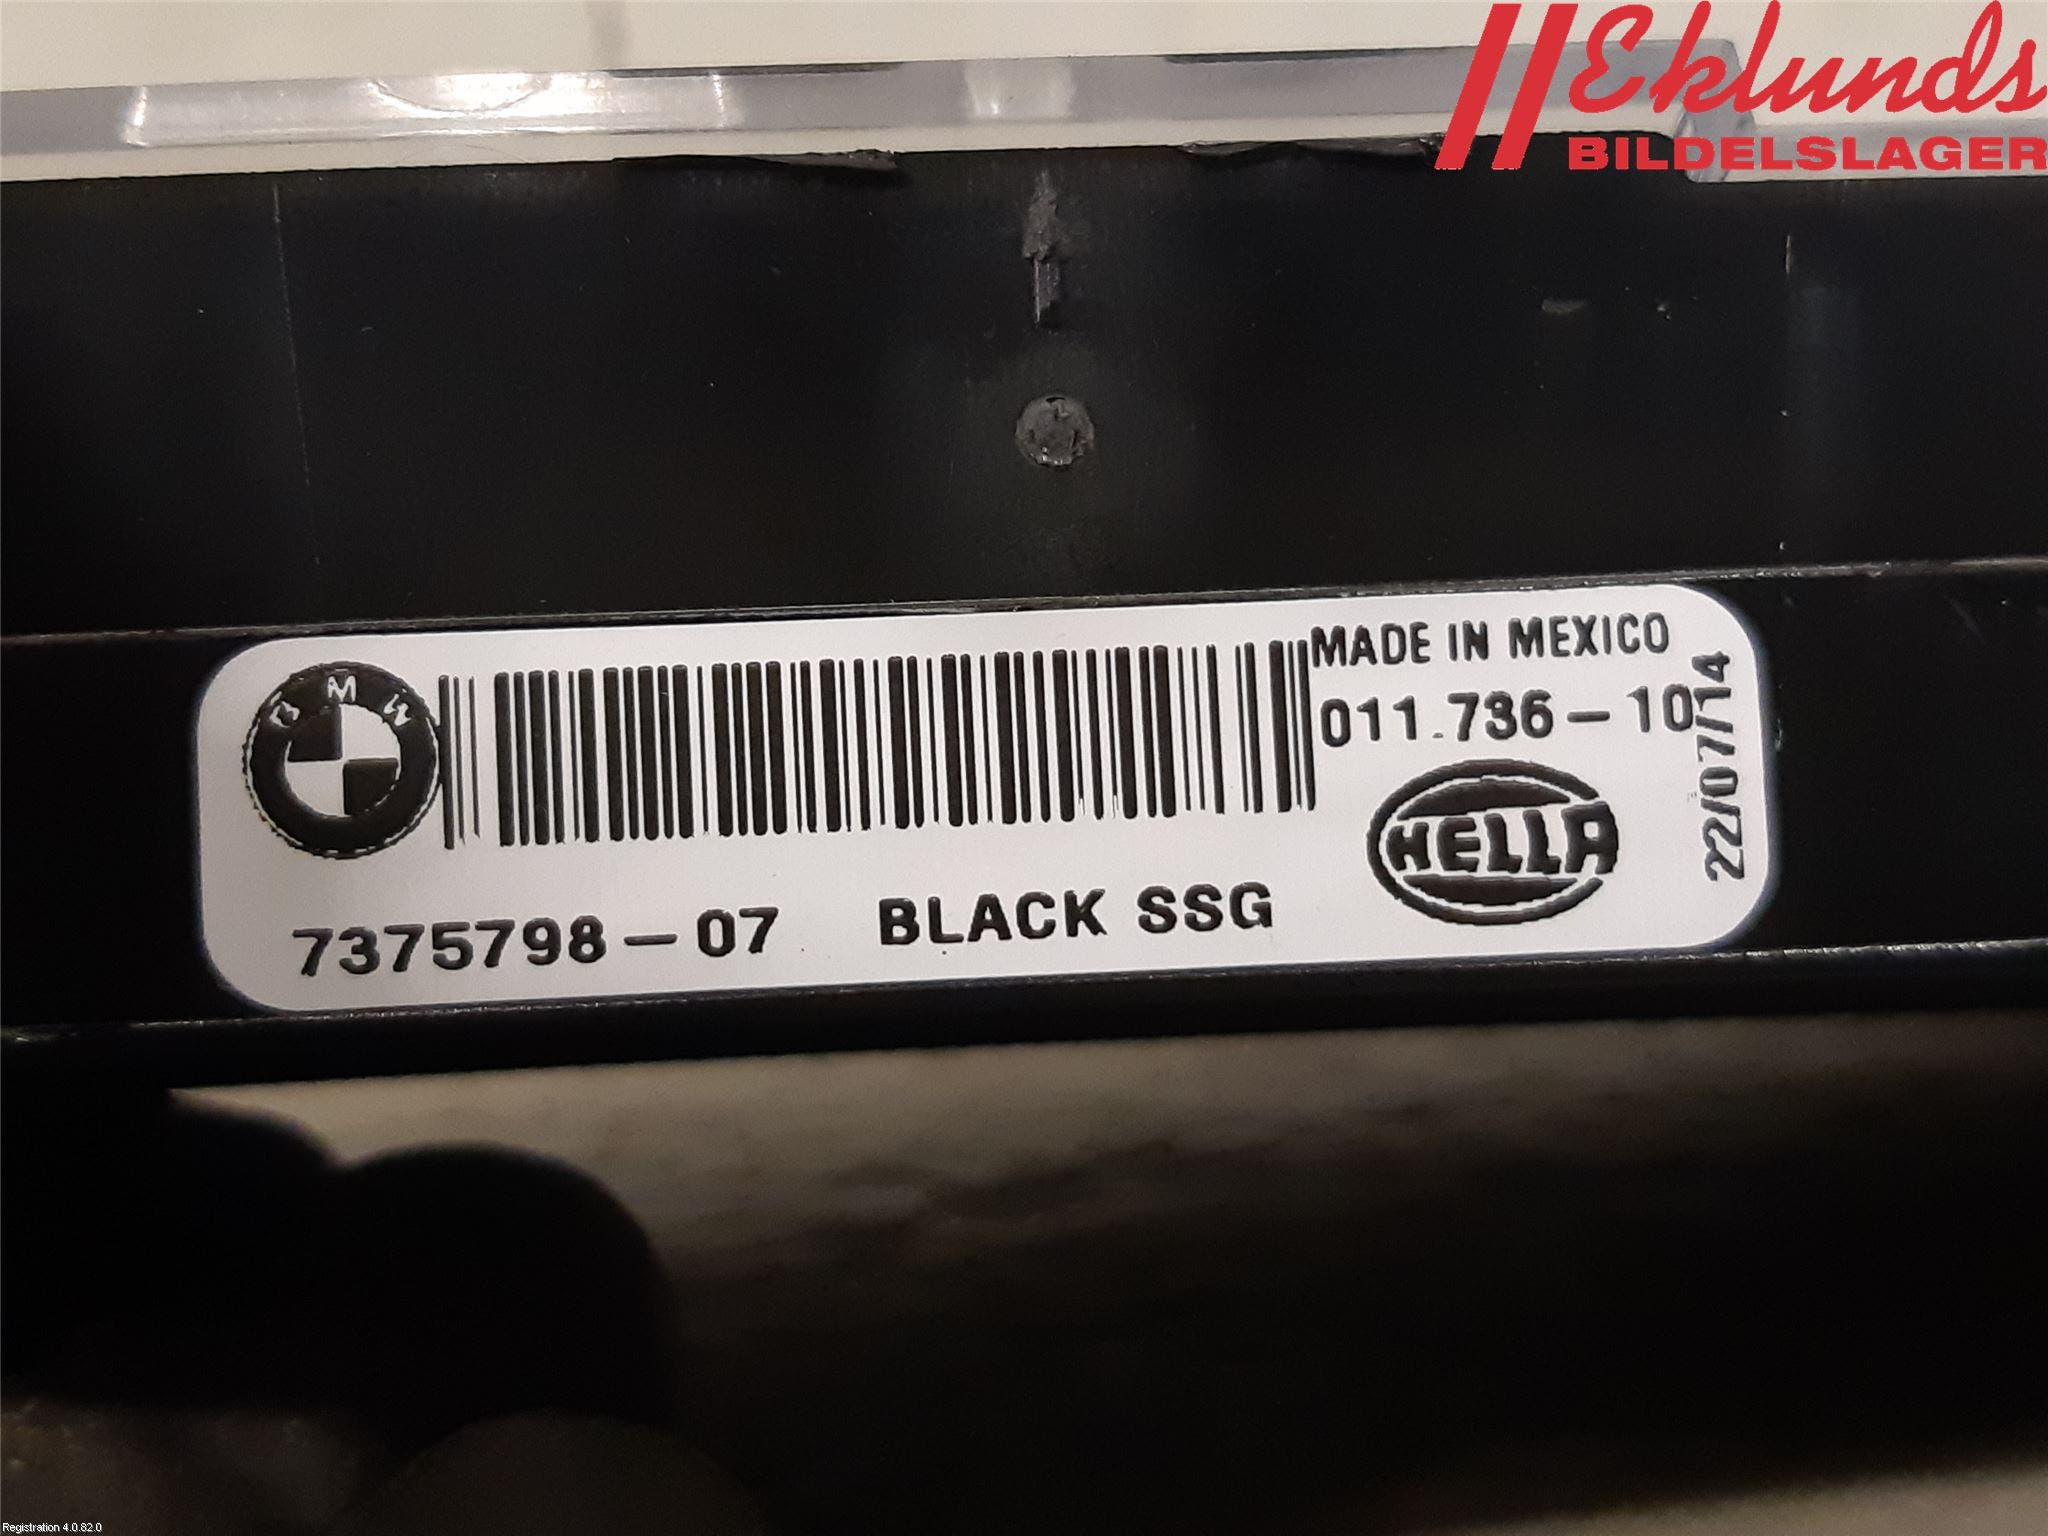 Eklunds
BILDELSLAGER
BMW
MADE IN MEXICO
011.736-10
22/07/14
HELLA
7375798-07 BLACK SSG
Registration 4.0.82.0